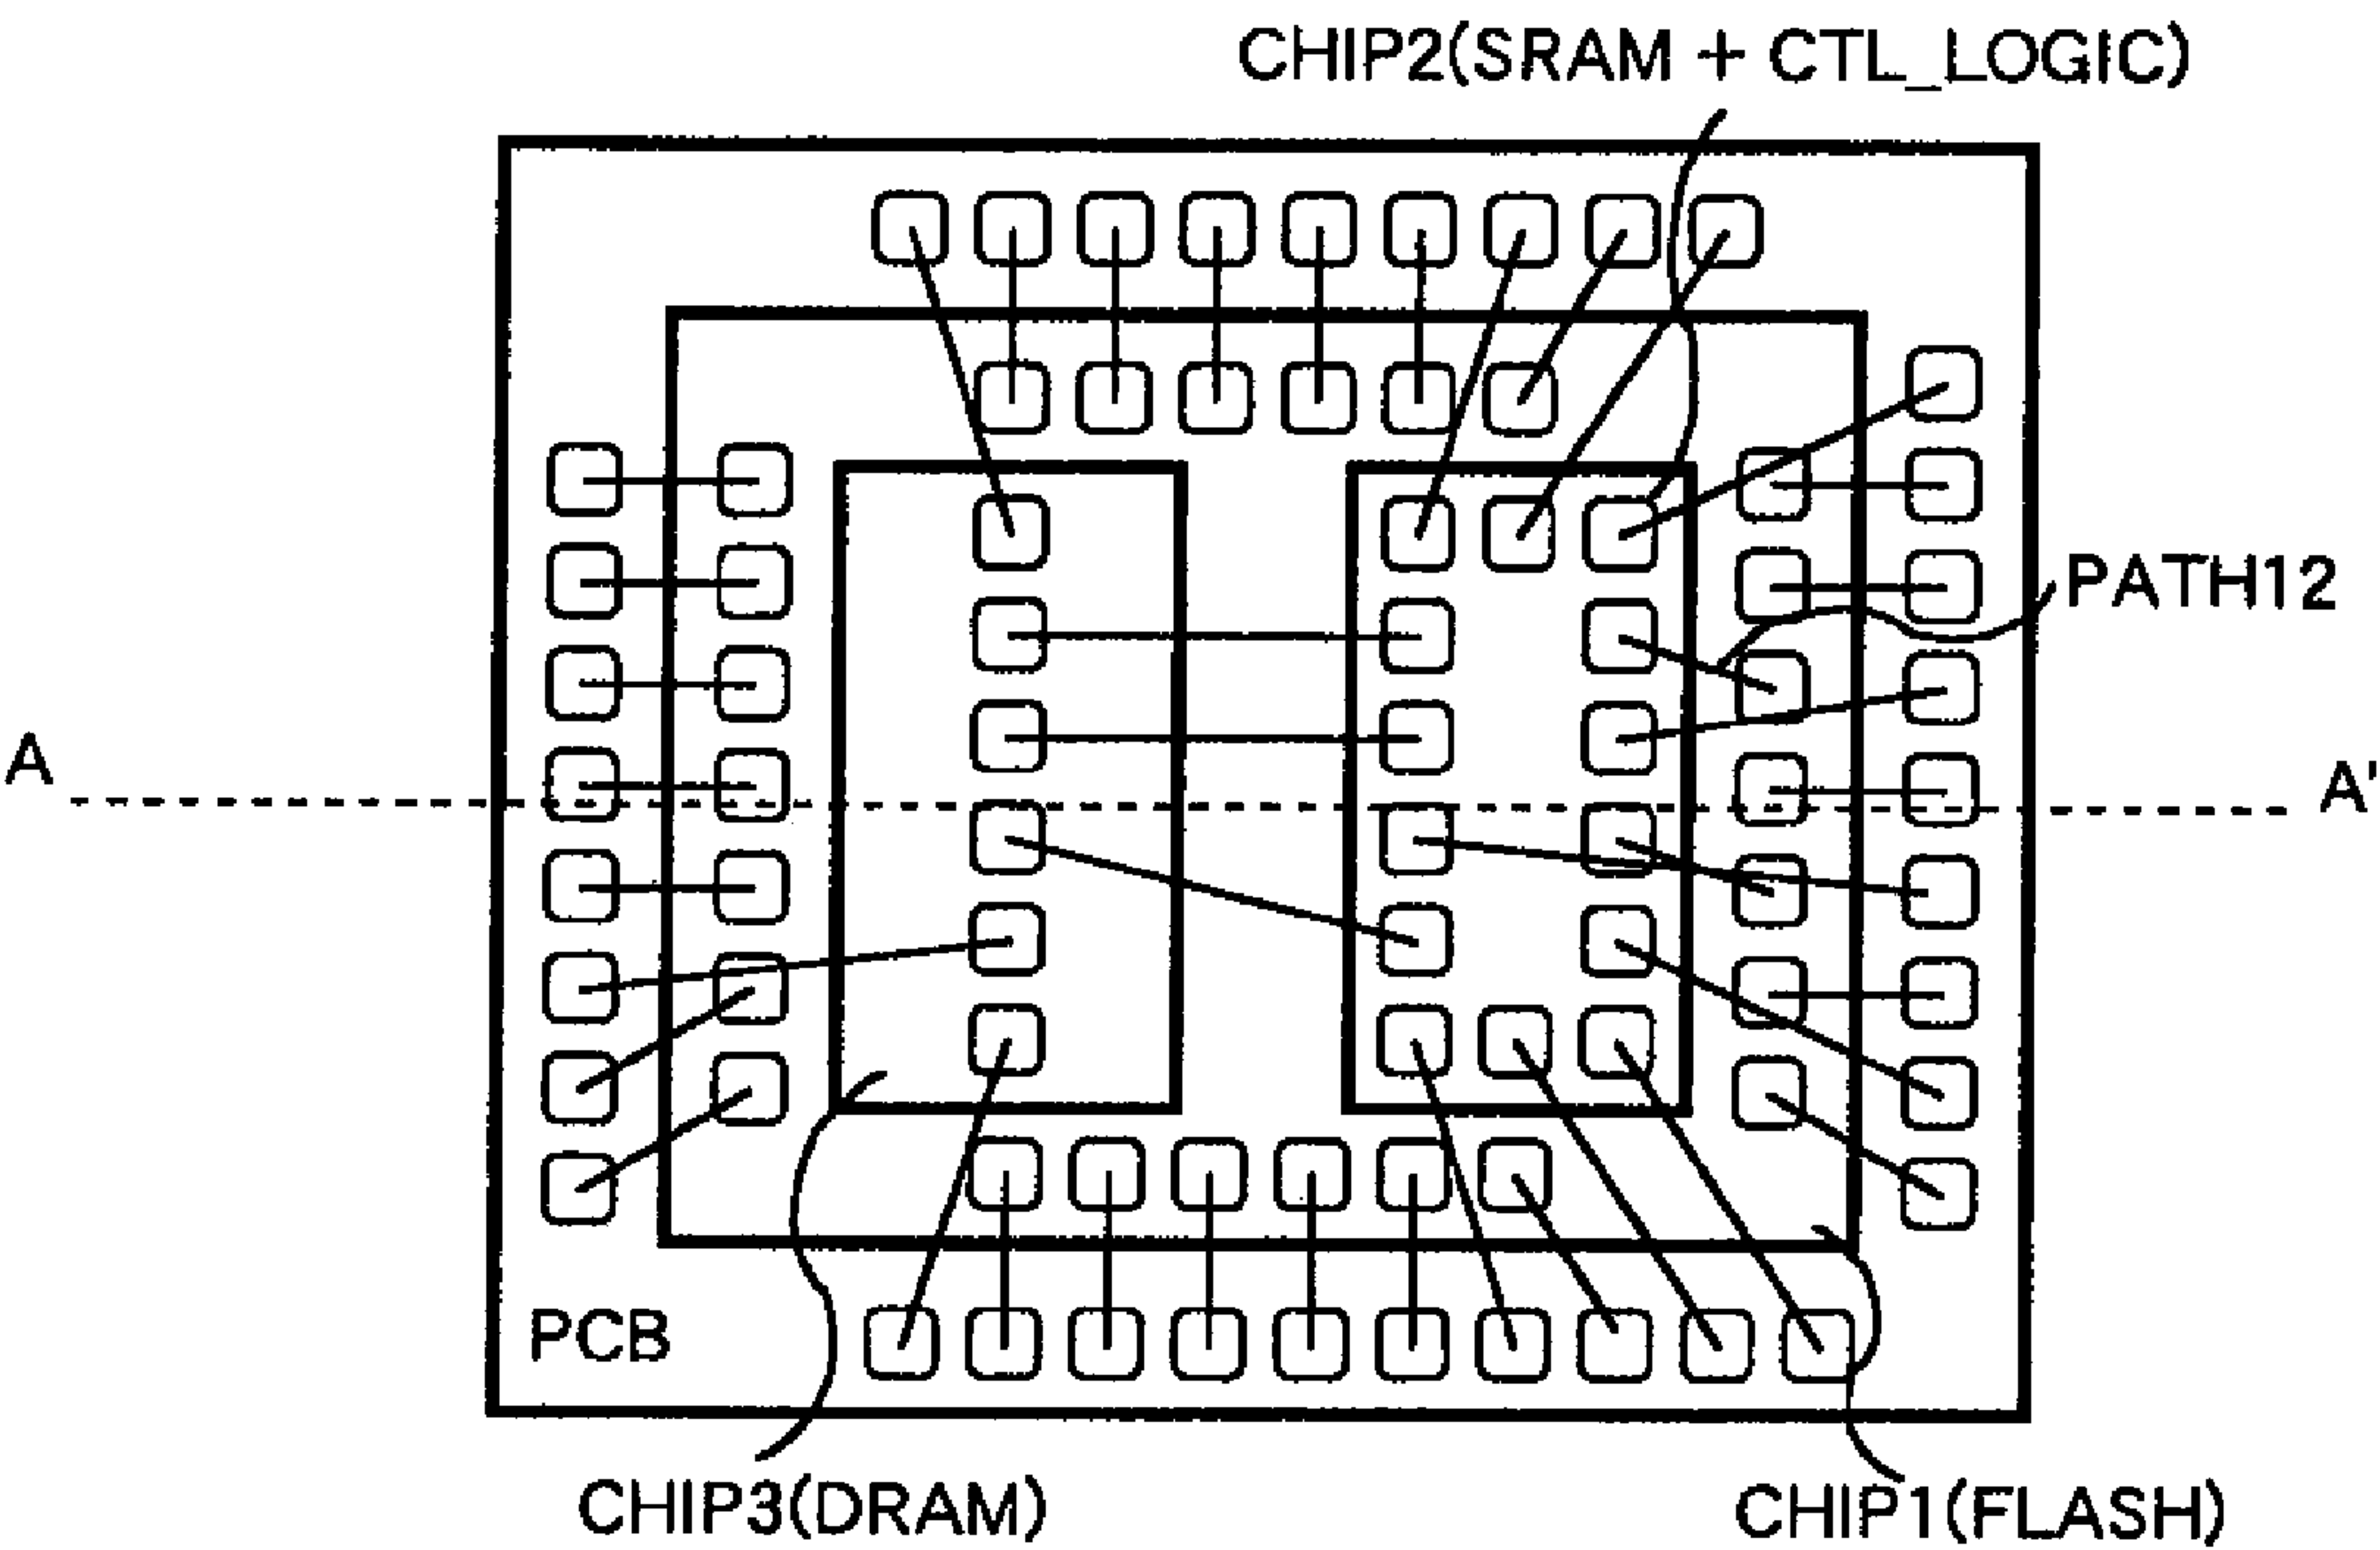 CHIP2(SRAM + CTL_LOGIC)
PATH12
A
A'
PCB
CHIP3(DRAM)
CHIP1(FLASH)